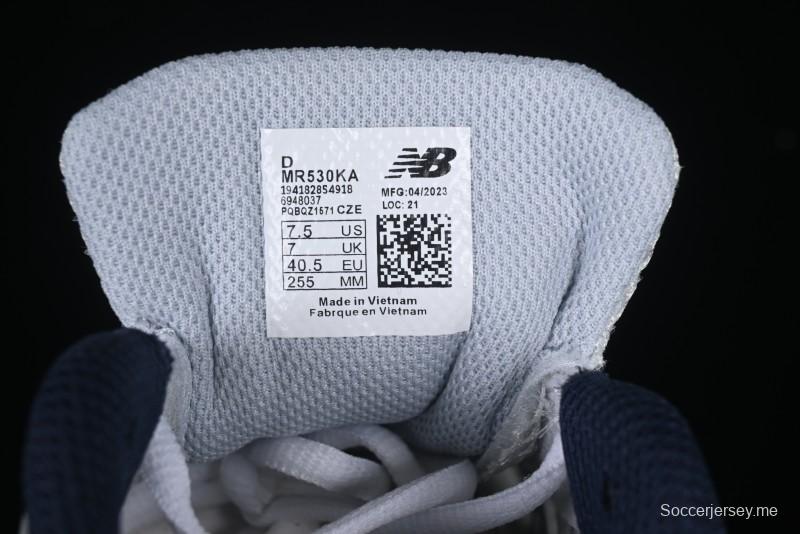 D
MR530KA
194182854918
6948037
PQBQZ1571 CZE
NB
MFG:04/2023
LOC: 21
7.5 US
7 UK
40.5 EU
255 MM
Made in Vietnam
Fabrque en Vietnam
Soccerjersey.me